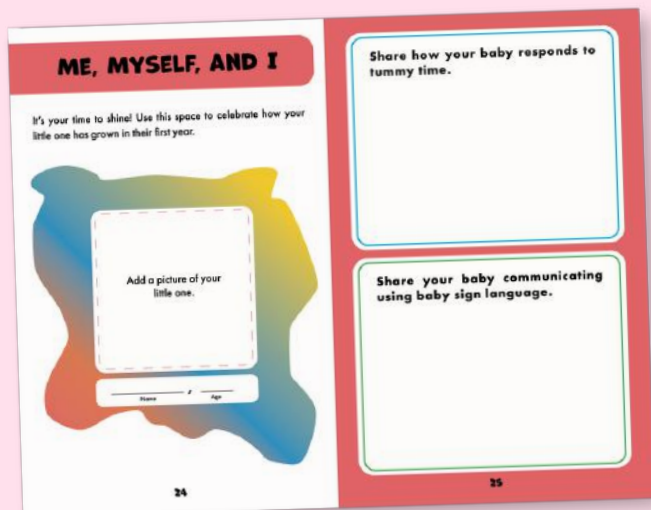 ME, MYSELF, AND I
It's your time to shine! Use this space to celebrate how your
little one has grown in their first year.
Add a picture of your
little one.
Name / Age
24
Share how your baby responds to
tummy time.
Share your baby communicating
using baby sign language.
25